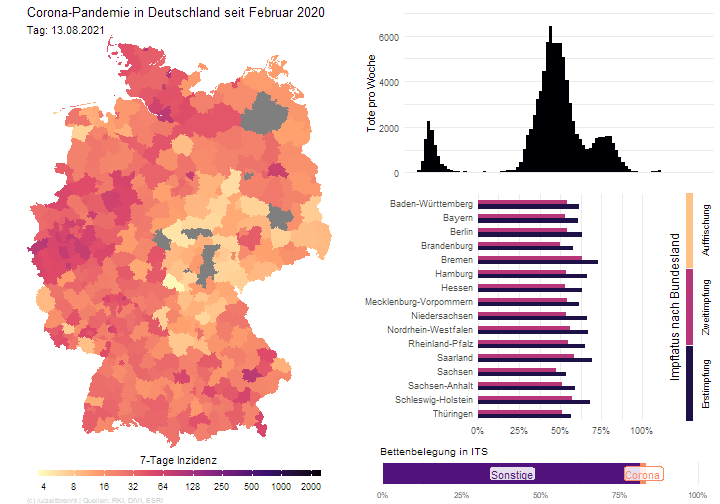 Corona-Pandemie in Deutschland seit Februar 2020
Tag: 13.08.2021
7-Tage Inzidenz
4 8 16 32 64 125 250 500 1000 2000
(c) /u/zeitbremt | Quellen: RKI, DIVI, ESRI
Tote pro Woche
6000
4000
2000
0
Baden-Württemberg
Bayern
Berlin
Brandenburg
Bremen
Hamburg
Hessen
Mecklenburg-Vorpommern
Niedersachsen
Nordrhein-Westfalen
Rheinland-Pfalz
Saarland
Sachsen
Sachsen-Anhalt
Schleswig-Holstein
Thüringen
0% 25% 50% 75% 100%
Impfstatus nach Bundesland
Auffrischung
Zweitimpfung
Erstimpfung
Bettenbelegung in ITS
Sonstige
Corona
0% 25% 50% 75% 100%